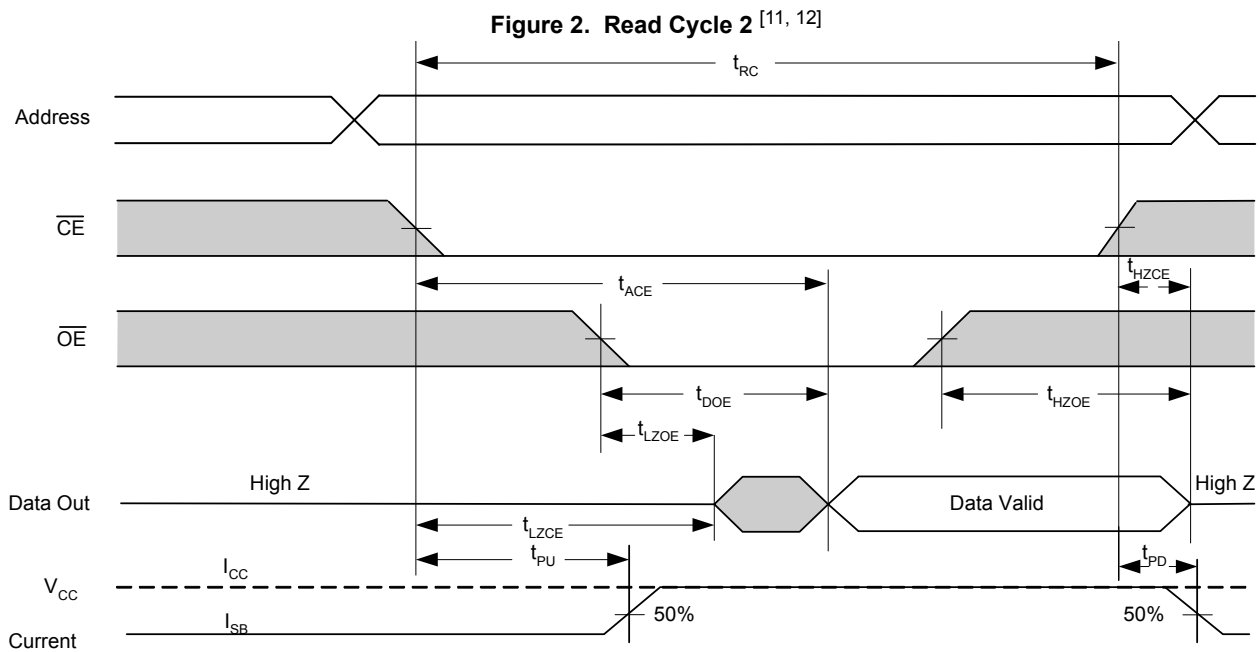 Figure 2. Read Cycle 2 [11, 12]
tRC
Address
CE
tHZCE
tACE
OE
tDOE
tHZOE
tLZOE
High Z
High Z
Data Out
Data Valid
tLZCE
tPU
tPD
ICC
VCC
50%
50%
ISB
Current